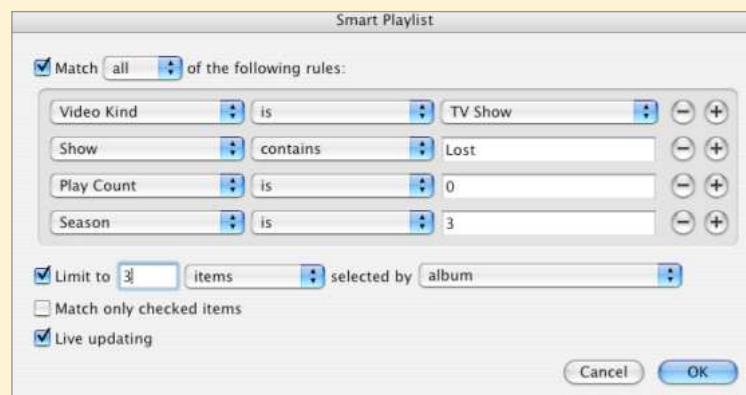 Smart Playlist
Match all of the following rules:
Video Kind is TV Show
Show contains Lost
Play Count is 0
Season is 3
Limit to 3 items selected by album
Match only checked items
Live updating
Cancel OK